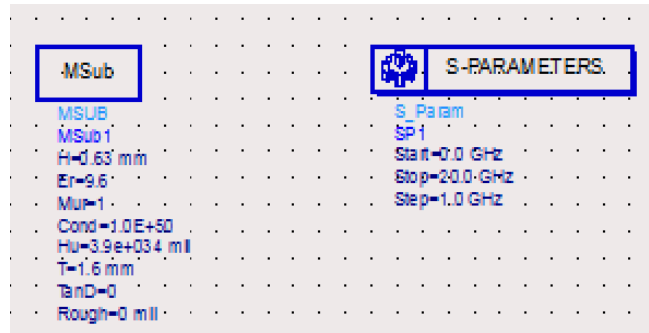 MSub
MSUB
MSub1
H=0.63 mm
Er=9.6
Mur=1
Cond=1.0E+50
Hu=3.9e+034 mil
T=1.6 mm
TanD=0
Rough=0 mil
S-PARAMETERS
S_Param
SP1
Start=0.0 GHz
Stop=20.0 GHz
Step=1.0 GHz